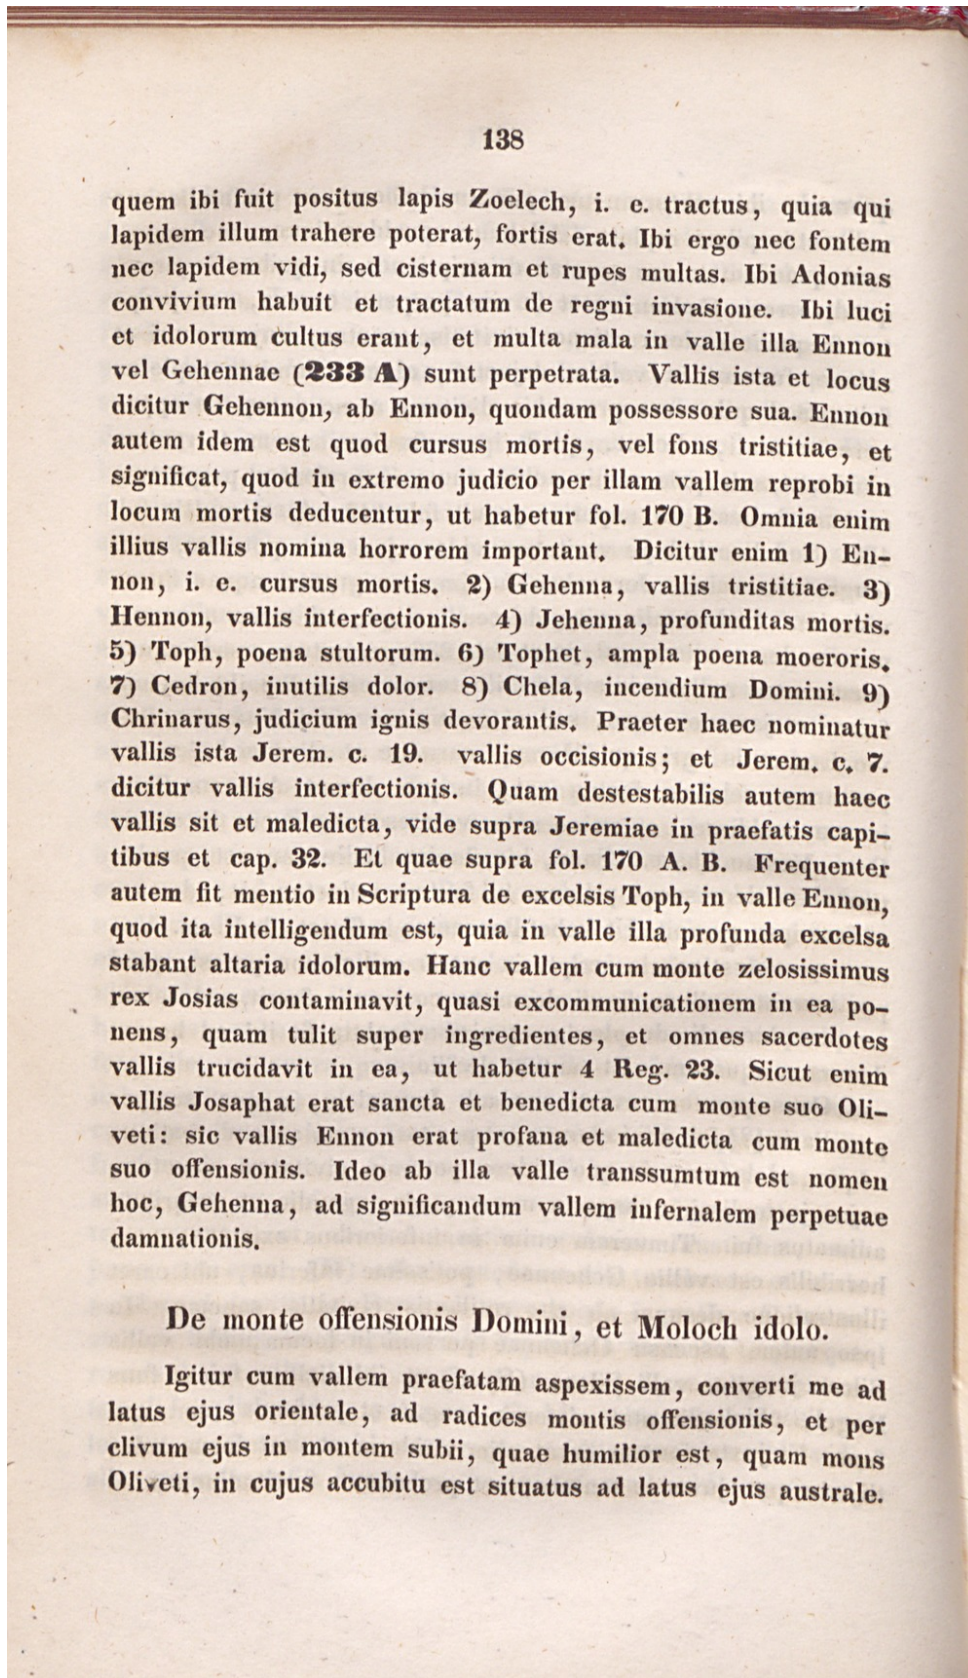 138
quem ibi fuit positus lapis Zoelech, i. e. tractus, quia qui
lapidem illum trahere poterat, fortis erat. Ibi ergo nec fontem
nec lapidem vidi, sed cisternam et rupes multas. Ibi Adonias
convivium habuit et tractatum de regni invasione. Ibi luci
et idolorum cultus erant, et multa mala in valle illa Ennon
vel Gehennae (233 A) sunt perpetrata. Vallis ista et locus
dicitur Gehennon, ab Ennon, quondam possessore sua. Ennon
autem idem est quod cursus mortis, vel fons tristitiae, et
significat, quod in extremo judicio per illam vallem reprobi in
locum mortis deducentur, ut habetur fol. 170 B. Omnia enim
illius vallis nomina horrorem important. Dicitur enim 1) En-
non, i. e. cursus mortis. 2) Gehenna, vallis tristitiae. 3)
Hennon, vallis interfectionis. 4) Jehenna, profunditas mortis.
5) Toph, poena stultorum. 6) Tophet, ampla poena moeroris.
7) Cedron, inutilis dolor. 8) Chela, incendium Domini. 9)
Chrinarus, judicium ignis devorantis. Praeter haec nominatur
vallis ista Jerem. c. 19. vallis occisionis; et Jerem. c. 7.
dicitur vallis interfectionis. Quam destestabilis autem haec
vallis sit et maledicta, vide supra Jeremiae in praefatis capi-
tibus et cap. 32. Et quae supra fol. 170 A. B. Frequenter
autem fit mentio in Scriptura de excelsis Toph, in valle Ennon,
quod ita intelligendum est, quia in valle illa profunda excelsa
stabant altaria idolorum. Hanc vallem cum monte zelosissimus
rex Josias contaminavit, quasi excommunicationem in ea po-
nens, quam tulit super ingredientes, et omnes sacerdotes
vallis trucidavit in ea, ut habetur 4 Reg. 23. Sicut enim
vallis Josaphat erat sancta et benedicta cum monte suo Oli-
veti: sic vallis Ennon erat profana et maledicta cum monte
suo offensionis. Ideo ab illa valle transsumtum est nomen
hoc, Gehenna, ad significandum vallem infernalem perpetuae
damnationis.
De monte offensionis Domini, et Moloch idolo.
Igitur cum vallem praefatam aspexissem, converti me ad
latus ejus orientale, ad radices montis offensionis, et per
clivum ejus in montem subii, quae humilior est, quam mons
Oliveti, in cujus accubitu est situatus ad latus ejus australe.